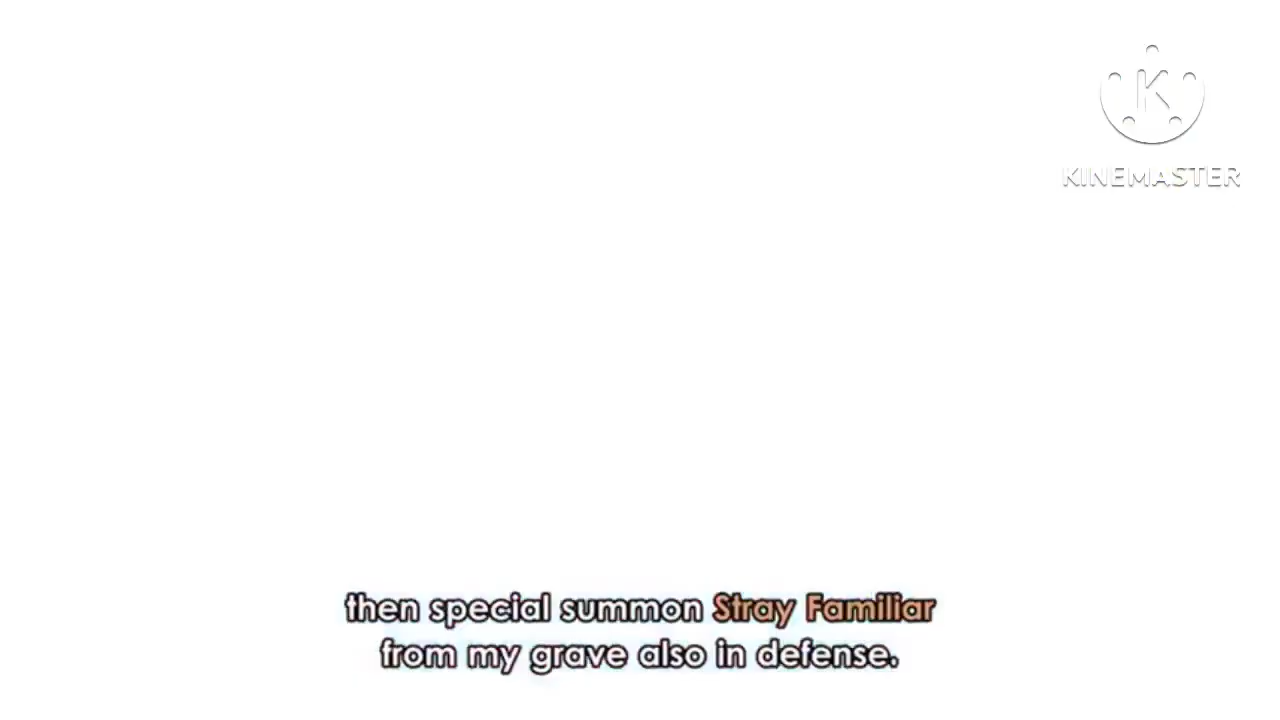 KINEMASTER
then special summon Stray Familiar
from my grave also in defense.